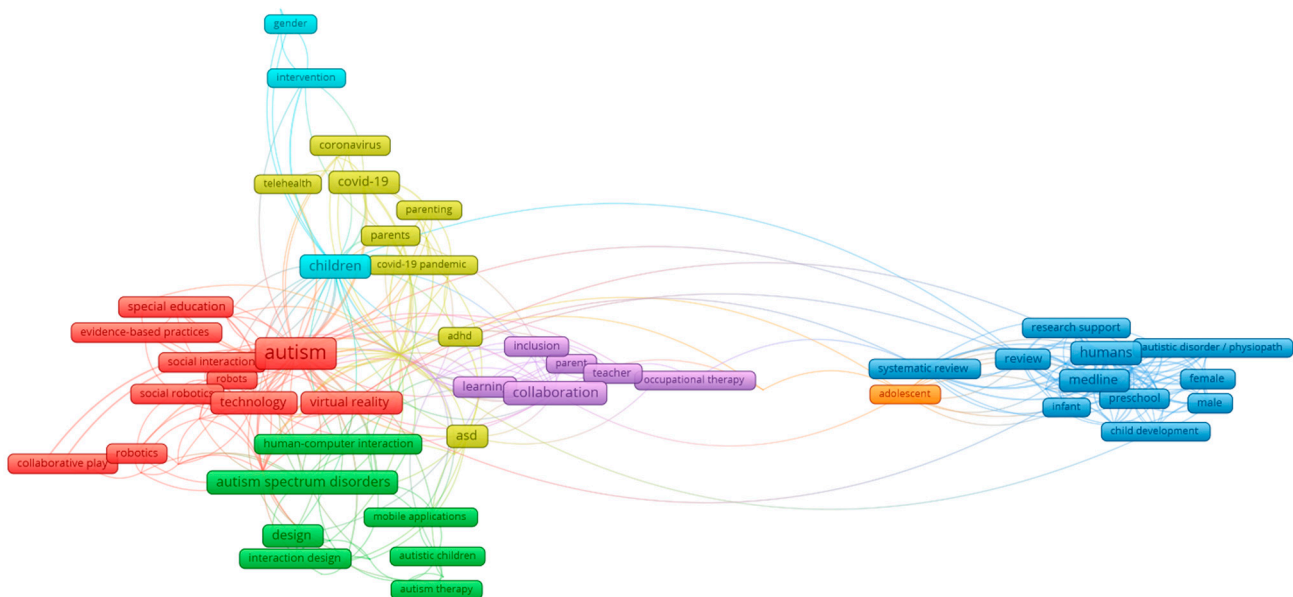 gender
intervention
coronavirus
telehealth
covid-19
parenting
parents
children
covid-19 pandemic
special education
evidence-based practices
autism
adhd
social interaction
inclusion
parent
robots
teacher
learning
occupational therapy
social robotics
technology
virtual reality
collaboration
human-computer interaction
asd
collaborative play
robotics
autism spectrum disorders
mobile applications
design
interaction design
autistic children
autism therapy
research support
humans
autistic disorder / physiopath
review
systematic review
medline
female
adolescent
infant
preschool
male
child development